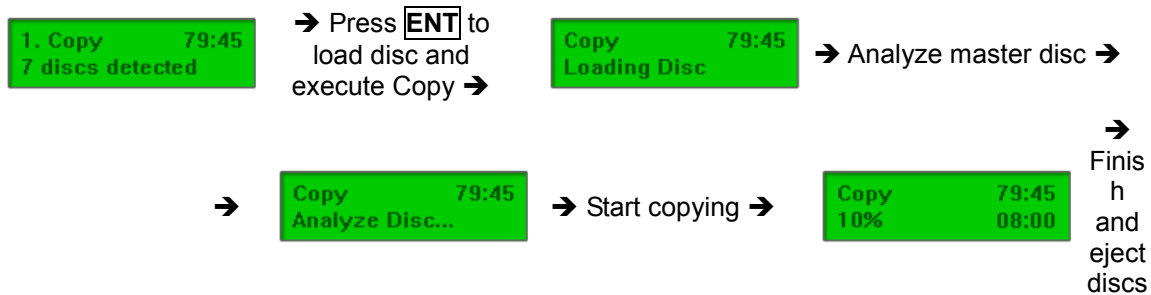 1. Copy 79:45
7 discs detected
➔ Press ENT to
load disc and
execute Copy ➔
Copy 79:45
Loading Disc
➔ Analyze master disc ➔
➔
Copy 79:45
Analyze Disc...
➔ Start copying ➔
Copy 79:45
10% 08:00
➔
Finis
h
and
eject
discs